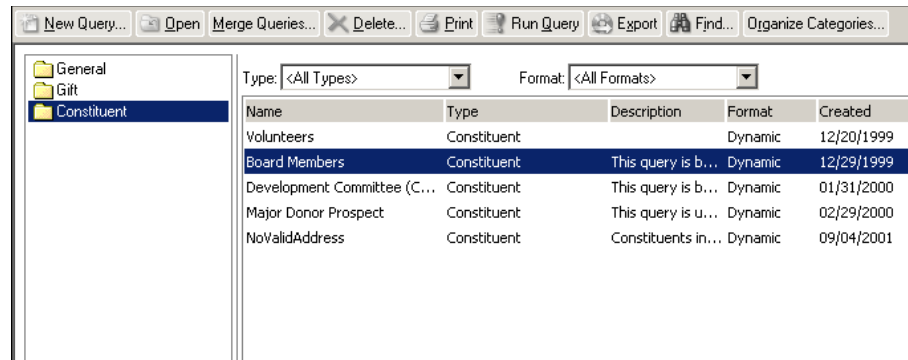 New Query... Open Merge Queries... Delete... Print Run Query Export Find... Organize Categories...
General
Gift
Constituent
Type: <All Types> Format: <All Formats>
Name Type Description Format Created
Volunteers Constituent Dynamic 12/20/1999
Board Members Constituent This query is b... Dynamic 12/29/1999
Development Committee (C... Constituent This query is b... Dynamic 01/31/2000
Major Donor Prospect Constituent This query is u... Dynamic 02/29/2000
NoValidAddress Constituent Constituents in... Dynamic 09/04/2001